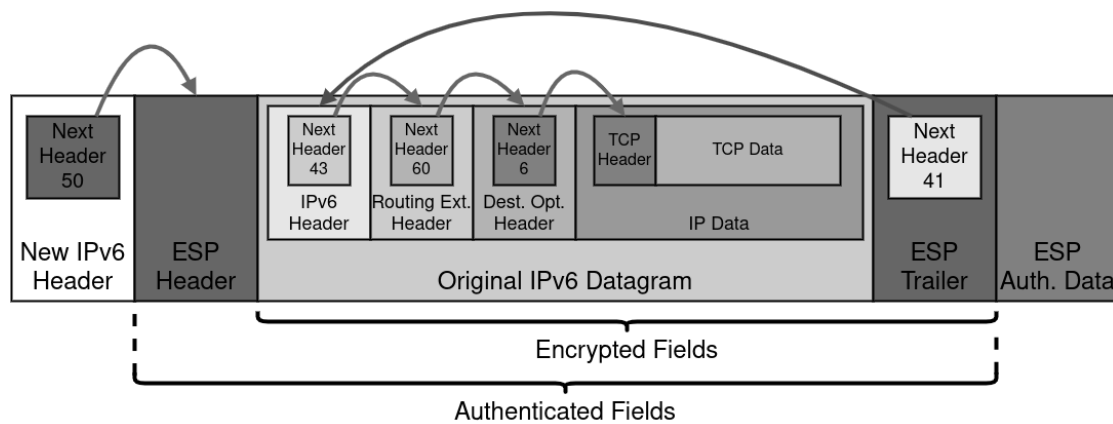 Next
Header
50
New IPv6
Header
ESP
Header
Next
Header
43
IPv6
Header
Next
Header
60
Routing Ext.
Header
Next
Header
6
Dest. Opt.
Header
TCP
Header
TCP Data
IP Data
Original IPv6 Datagram
Next
Header
41
ESP
Trailer
ESP
Auth. Data
Encrypted Fields
Authenticated Fields